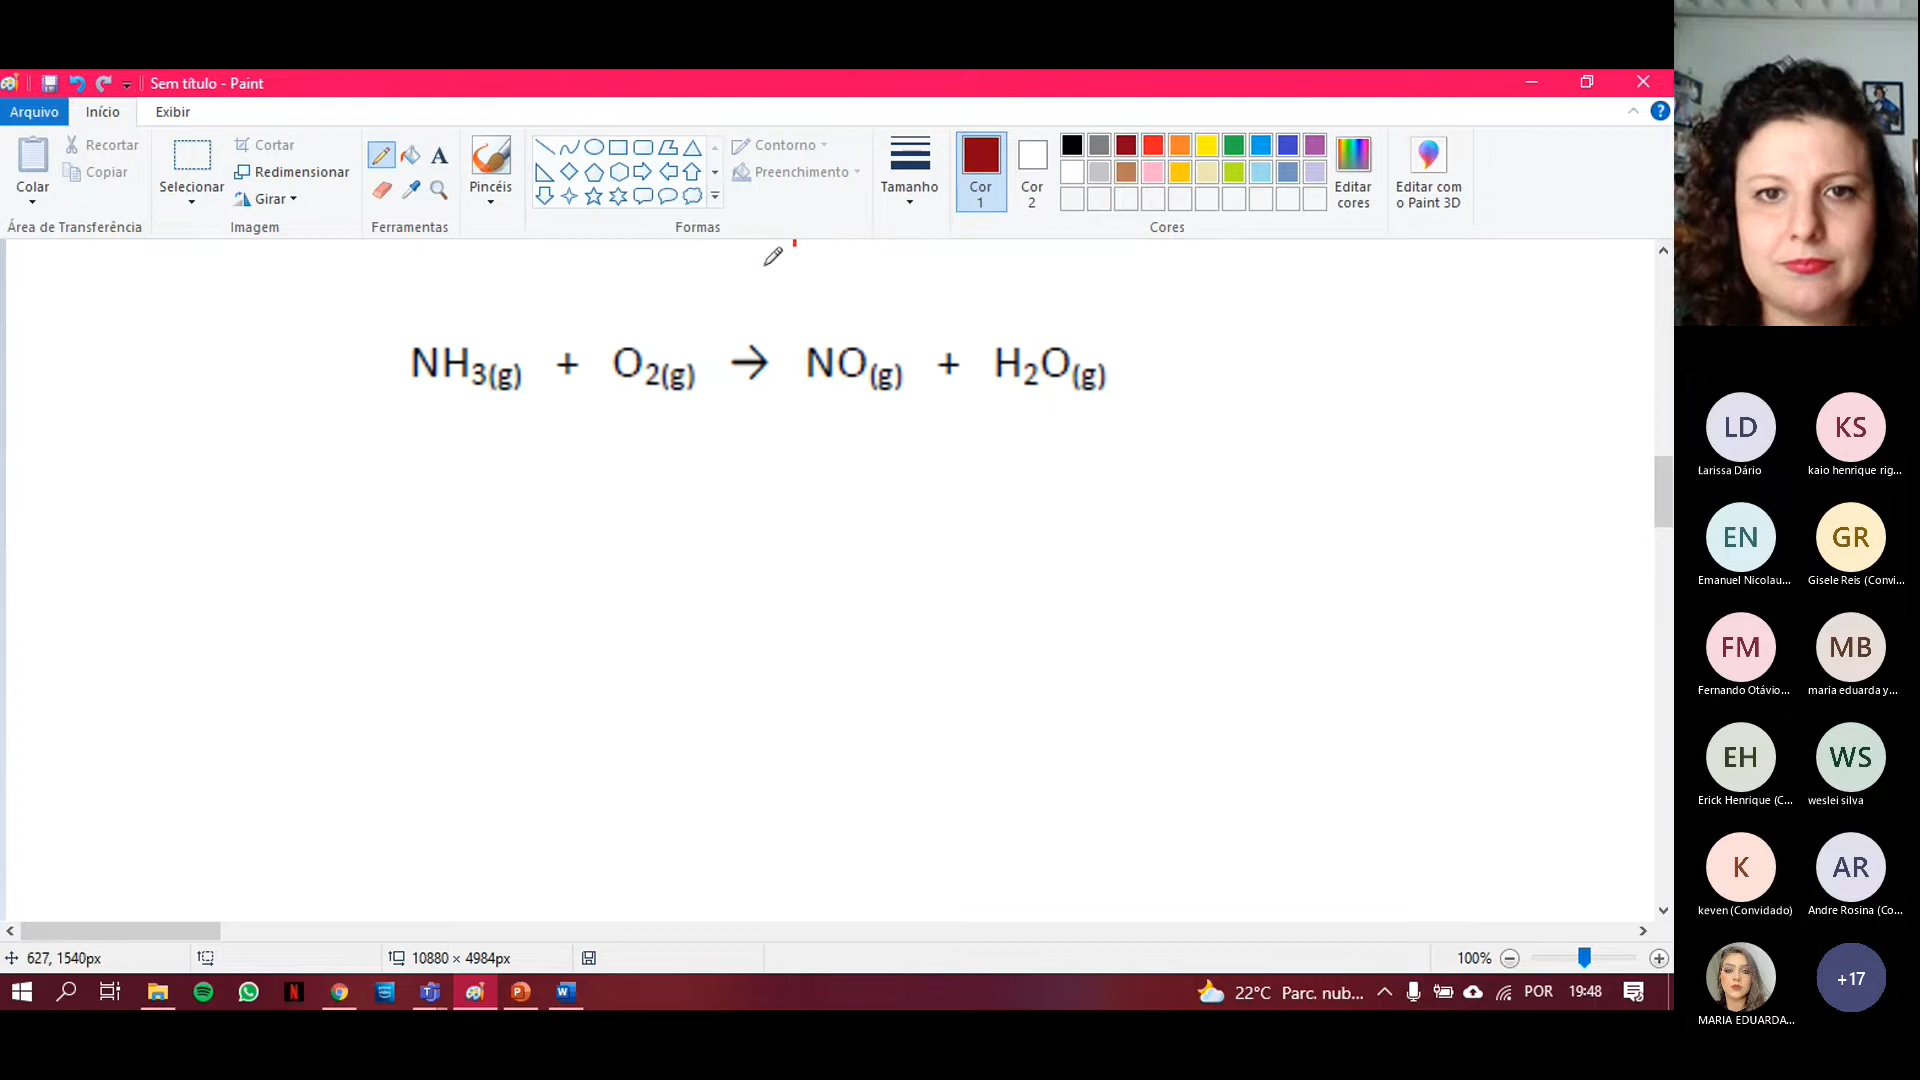 Sem título - Paint
Arquivo Início Exibir
Colar
Recortar
Copiar
Área de Transferência
Selecionar
Cortar
Redimensionar
Girar
Imagem
A
Ferramentas
Pincéis
Contorno
Preenchimento
Formas
Tamanho
Cor
1
Cor
2
Editar
cores
Cores
Editar com
o Paint 3D
?
NH3(g) + O2(g) → NO(g) + H2O(g)
LD
Larissa Dário
KS
kaio henrique rig...
EN
Emanuel Nicolau...
GR
Gisele Reis (Convi...
FM
Fernando Otávio...
MB
maria eduarda y...
EH
Erick Henrique (C...
WS
weslei silva
K
keven (Convidado)
AR
Andre Rosina (Co...
MARIA EDUARDA...
+17
627, 1540px
10880 × 4984px
100%
22°C Parc. nub...
POR
19:48